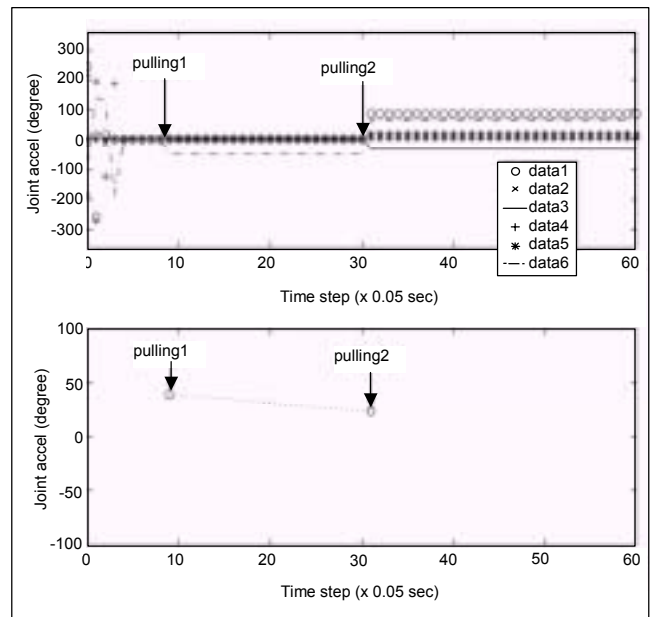 300
200
100
0
-100
-200
-300
Joint accel (degree)
pulling1
pulling2
data1
data2
data3
data4
data5
data6
0
10
20
30
40
50
60
Time step (x 0.05 sec)
100
50
0
-50
-100
Joint accel (degree)
pulling1
pulling2
0
10
20
30
40
50
60
Time step (x 0.05 sec)